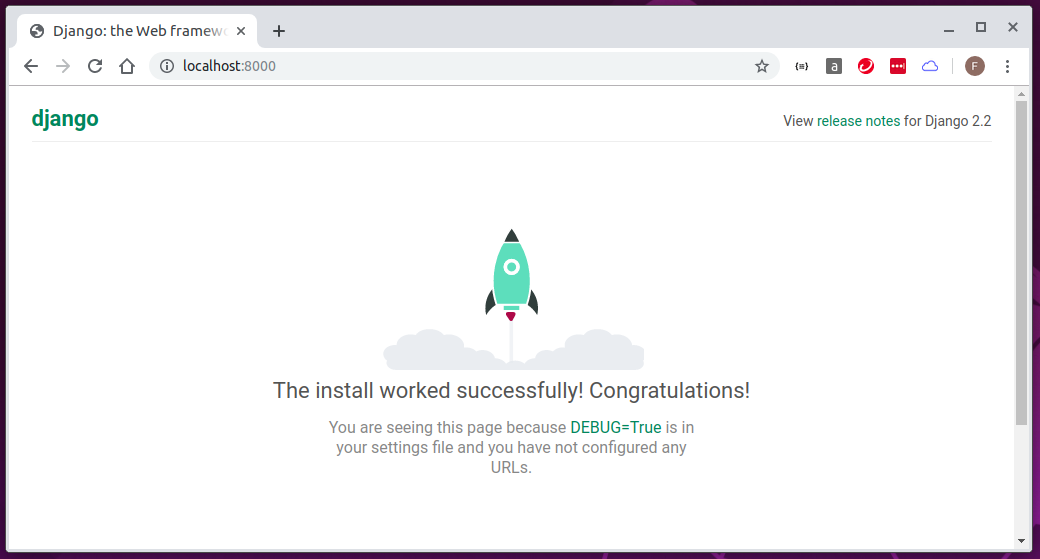 Django: the Web framew
localhost:8000
a
F
django
View release notes for Django 2.2
The install worked successfully! Congratulations!
You are seeing this page because DEBUG=True is in
your settings file and you have not configured any
URLs.